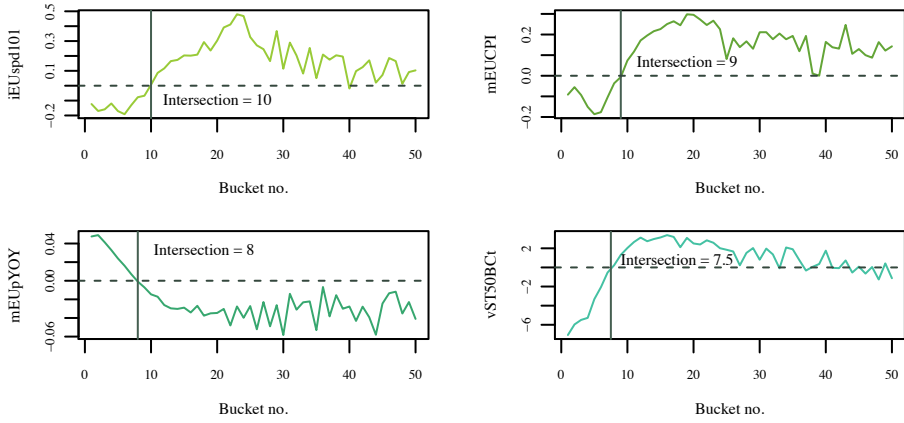 iEUspd101
−0.2 0.1 0.3 0.5
Intersection = 10
0 10 20 30 40 50
Bucket no.
mEUCPI
−0.2 0.0 0.2
Intersection = 9
0 10 20 30 40 50
Bucket no.
mEUpYOY
−0.06 0.00 0.04
Intersection = 8
0 10 20 30 40 50
Bucket no.
vST50BCt
−6 −2 2
Intersection = 7.5
0 10 20 30 40 50
Bucket no.